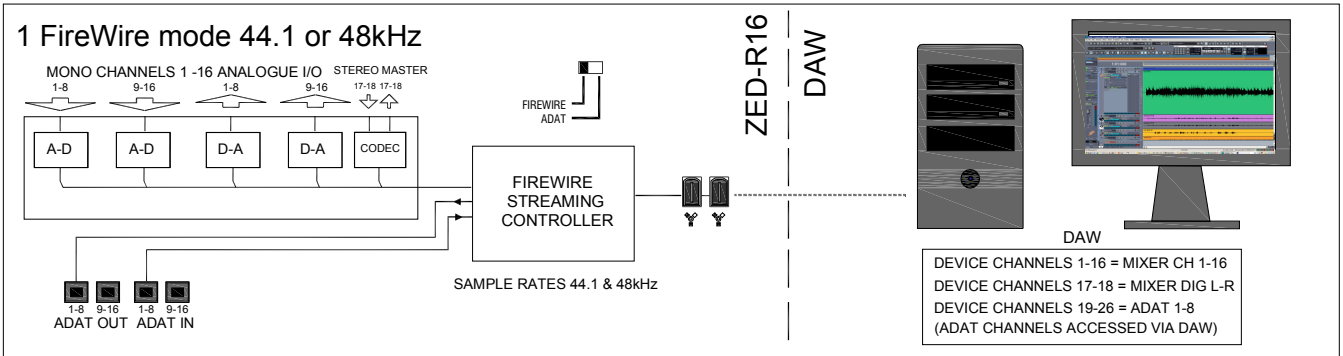 1 FireWire mode 44.1 or 48kHz
MONO CHANNELS 1 -16 ANALOGUE I/O
STEREO MASTER
1-8
9-16
1-8
9-16
17-18 17-18
A-D
A-D
D-A
D-A
CODEC
FIREWIRE
ADAT
FIREWIRE
STREAMING
CONTROLLER
SAMPLE RATES 44.1 & 48kHz
1-8
9-16
1-8
9-16
ADAT OUT
ADAT IN
ZED-R16
DAW
DAW
DEVICE CHANNELS 1-16 = MIXER CH 1-16
DEVICE CHANNELS 17-18 = MIXER DIG L-R
DEVICE CHANNELS 19-26 = ADAT 1-8
(ADAT CHANNELS ACCESSED VIA DAW)